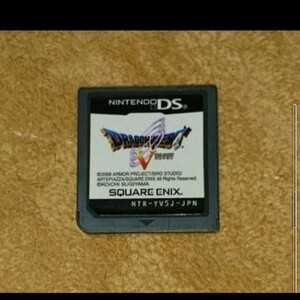 NINTENDO DS
DRAGON QUEST
V
©2008 ARMOR PROJECT/BIRD STUDIO/
ARTEPIAZZA/SQUARE ENIX All Rights Reserved.
©KOICHI SUGIYAMA
SQUARE ENIX.
NTR-YV5J-JPN